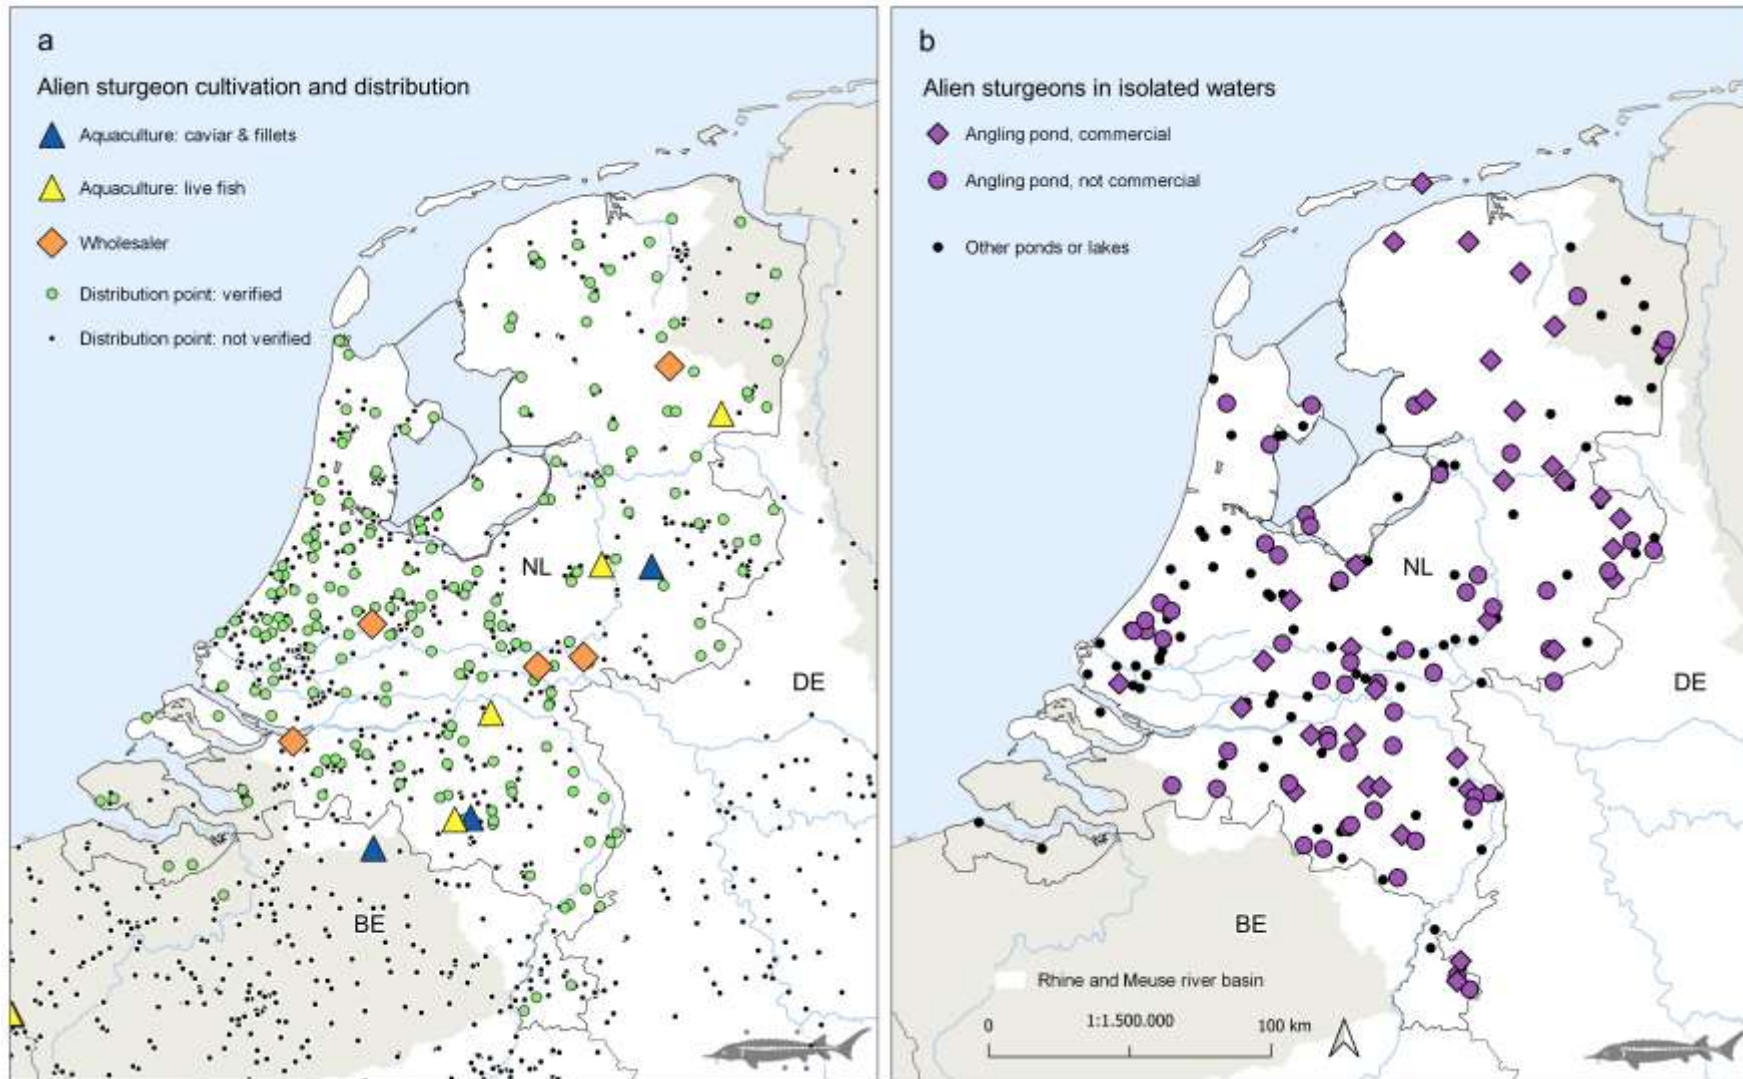 a
Alien sturgeon cultivation and distribution
Aquaculture: caviar & fillets
Aquaculture: live fish
Wholesaler
Distribution point: verified
Distribution point: not verified
NL
DE
BE
b
Alien sturgeons in isolated waters
Angling pond, commercial
Angling pond, not commercial
Other ponds or lakes
NL
DE
BE
Rhine and Meuse river basin
0 1:1.500.000 100 km